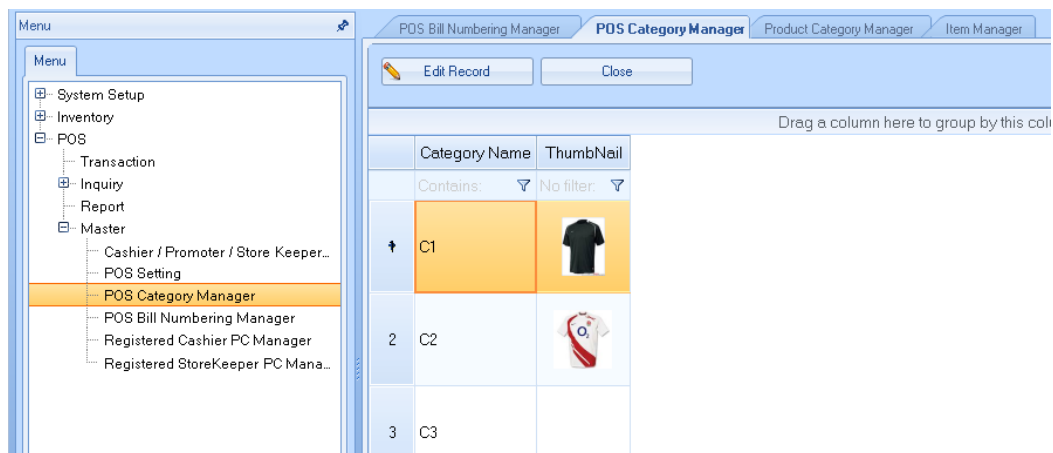 Menu
POS Bill Numbering Manager
POS Category Manager
Product Category Manager
Item Manager
Menu
Edit Record
Close
System Setup
Inventory
POS
Transaction
Inquiry
Report
Master
Cashier / Promoter / Store Keeper...
POS Setting
POS Category Manager
POS Bill Numbering Manager
Registered Cashier PC Manager
Registered StoreKeeper PC Mana...
Drag a column here to group by this colu
Category Name ThumbNail
Contains: No filter:
C1
2 C2
O2
3 C3